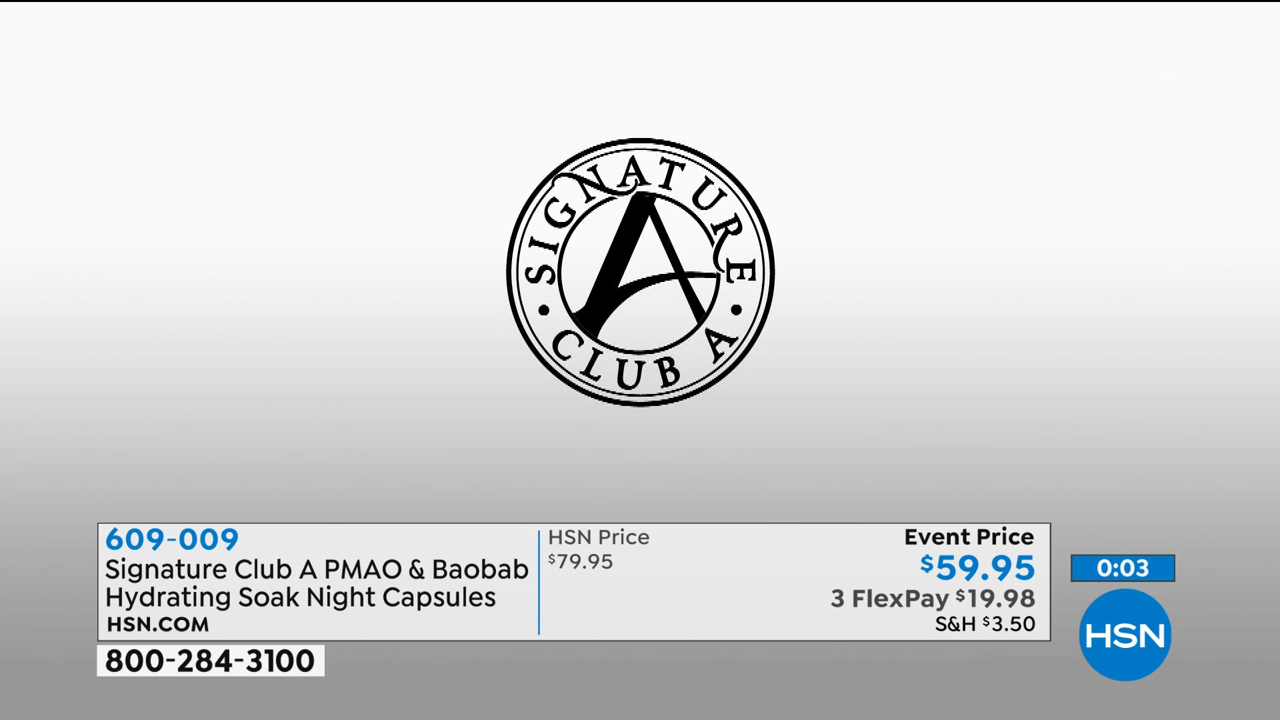 LIVE
SIGNATURE
CLUB A
A
609-009
Signature Club A PMAO & Baobab
Hydrating Soak Night Capsules
HSN.COM
HSN Price
$79.95
Event Price
$59.95
3 FlexPay $19.98
S&H $3.50
0:03
HSN
800-284-3100